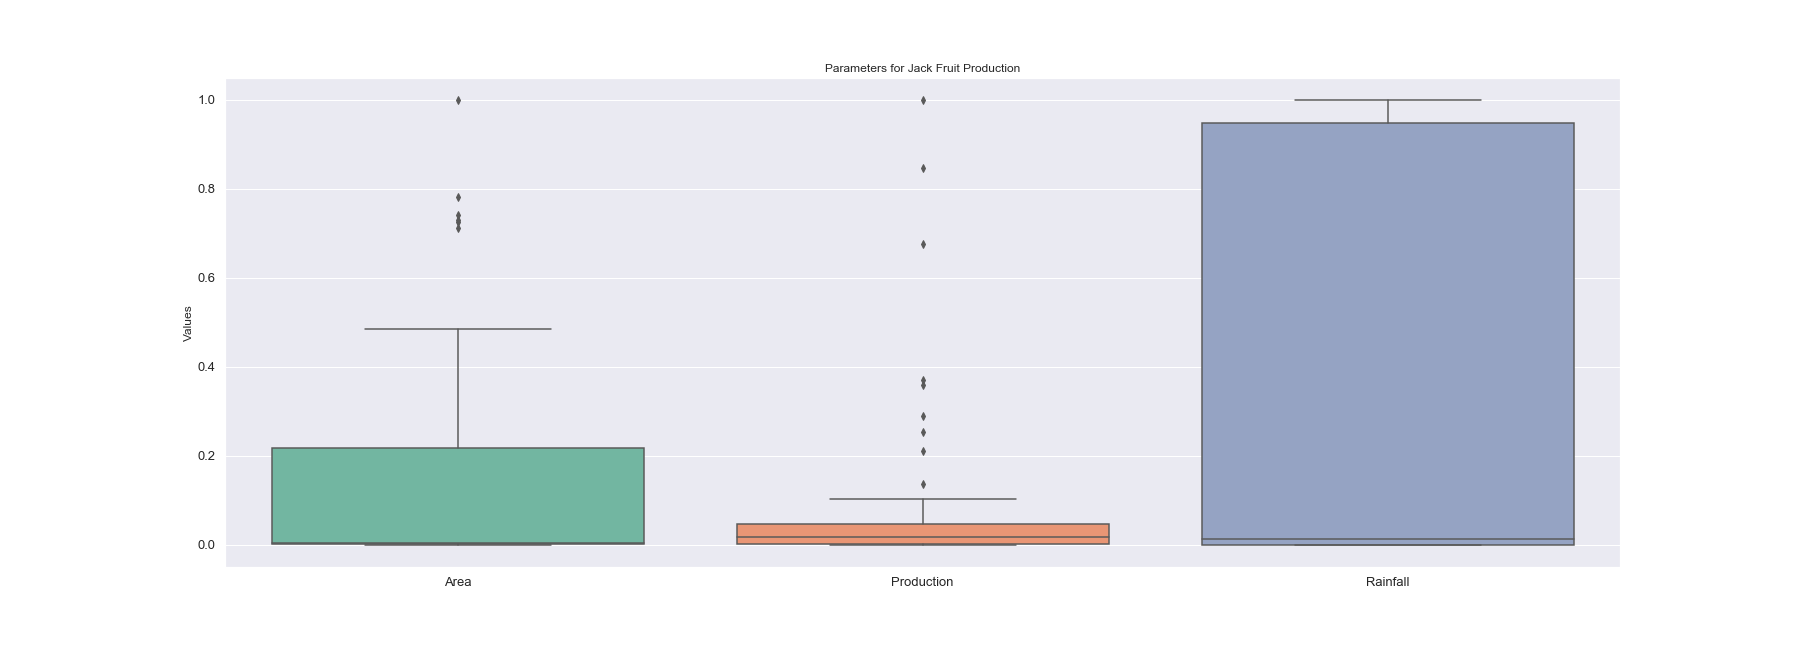 Parameters for Jack Fruit Production
1.0
0.8
0.6
0.4
0.2
0.0
Values
Area
Production
Rainfall